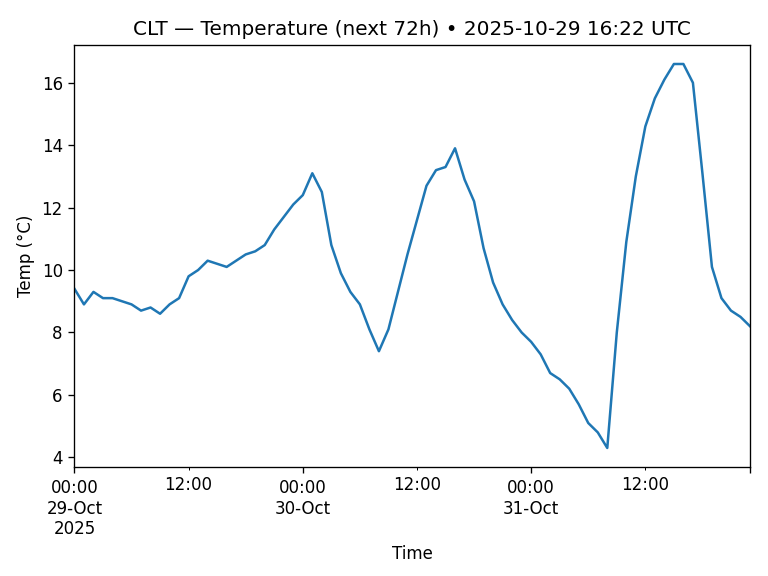 CLT — Temperature (next 72h) • 2025-10-29 16:22 UTC
16
14
12
10
8
6
4
Temp (°C)
00:00 12:00 00:00 12:00 00:00 12:00
29-Oct 30-Oct 31-Oct
2025
Time